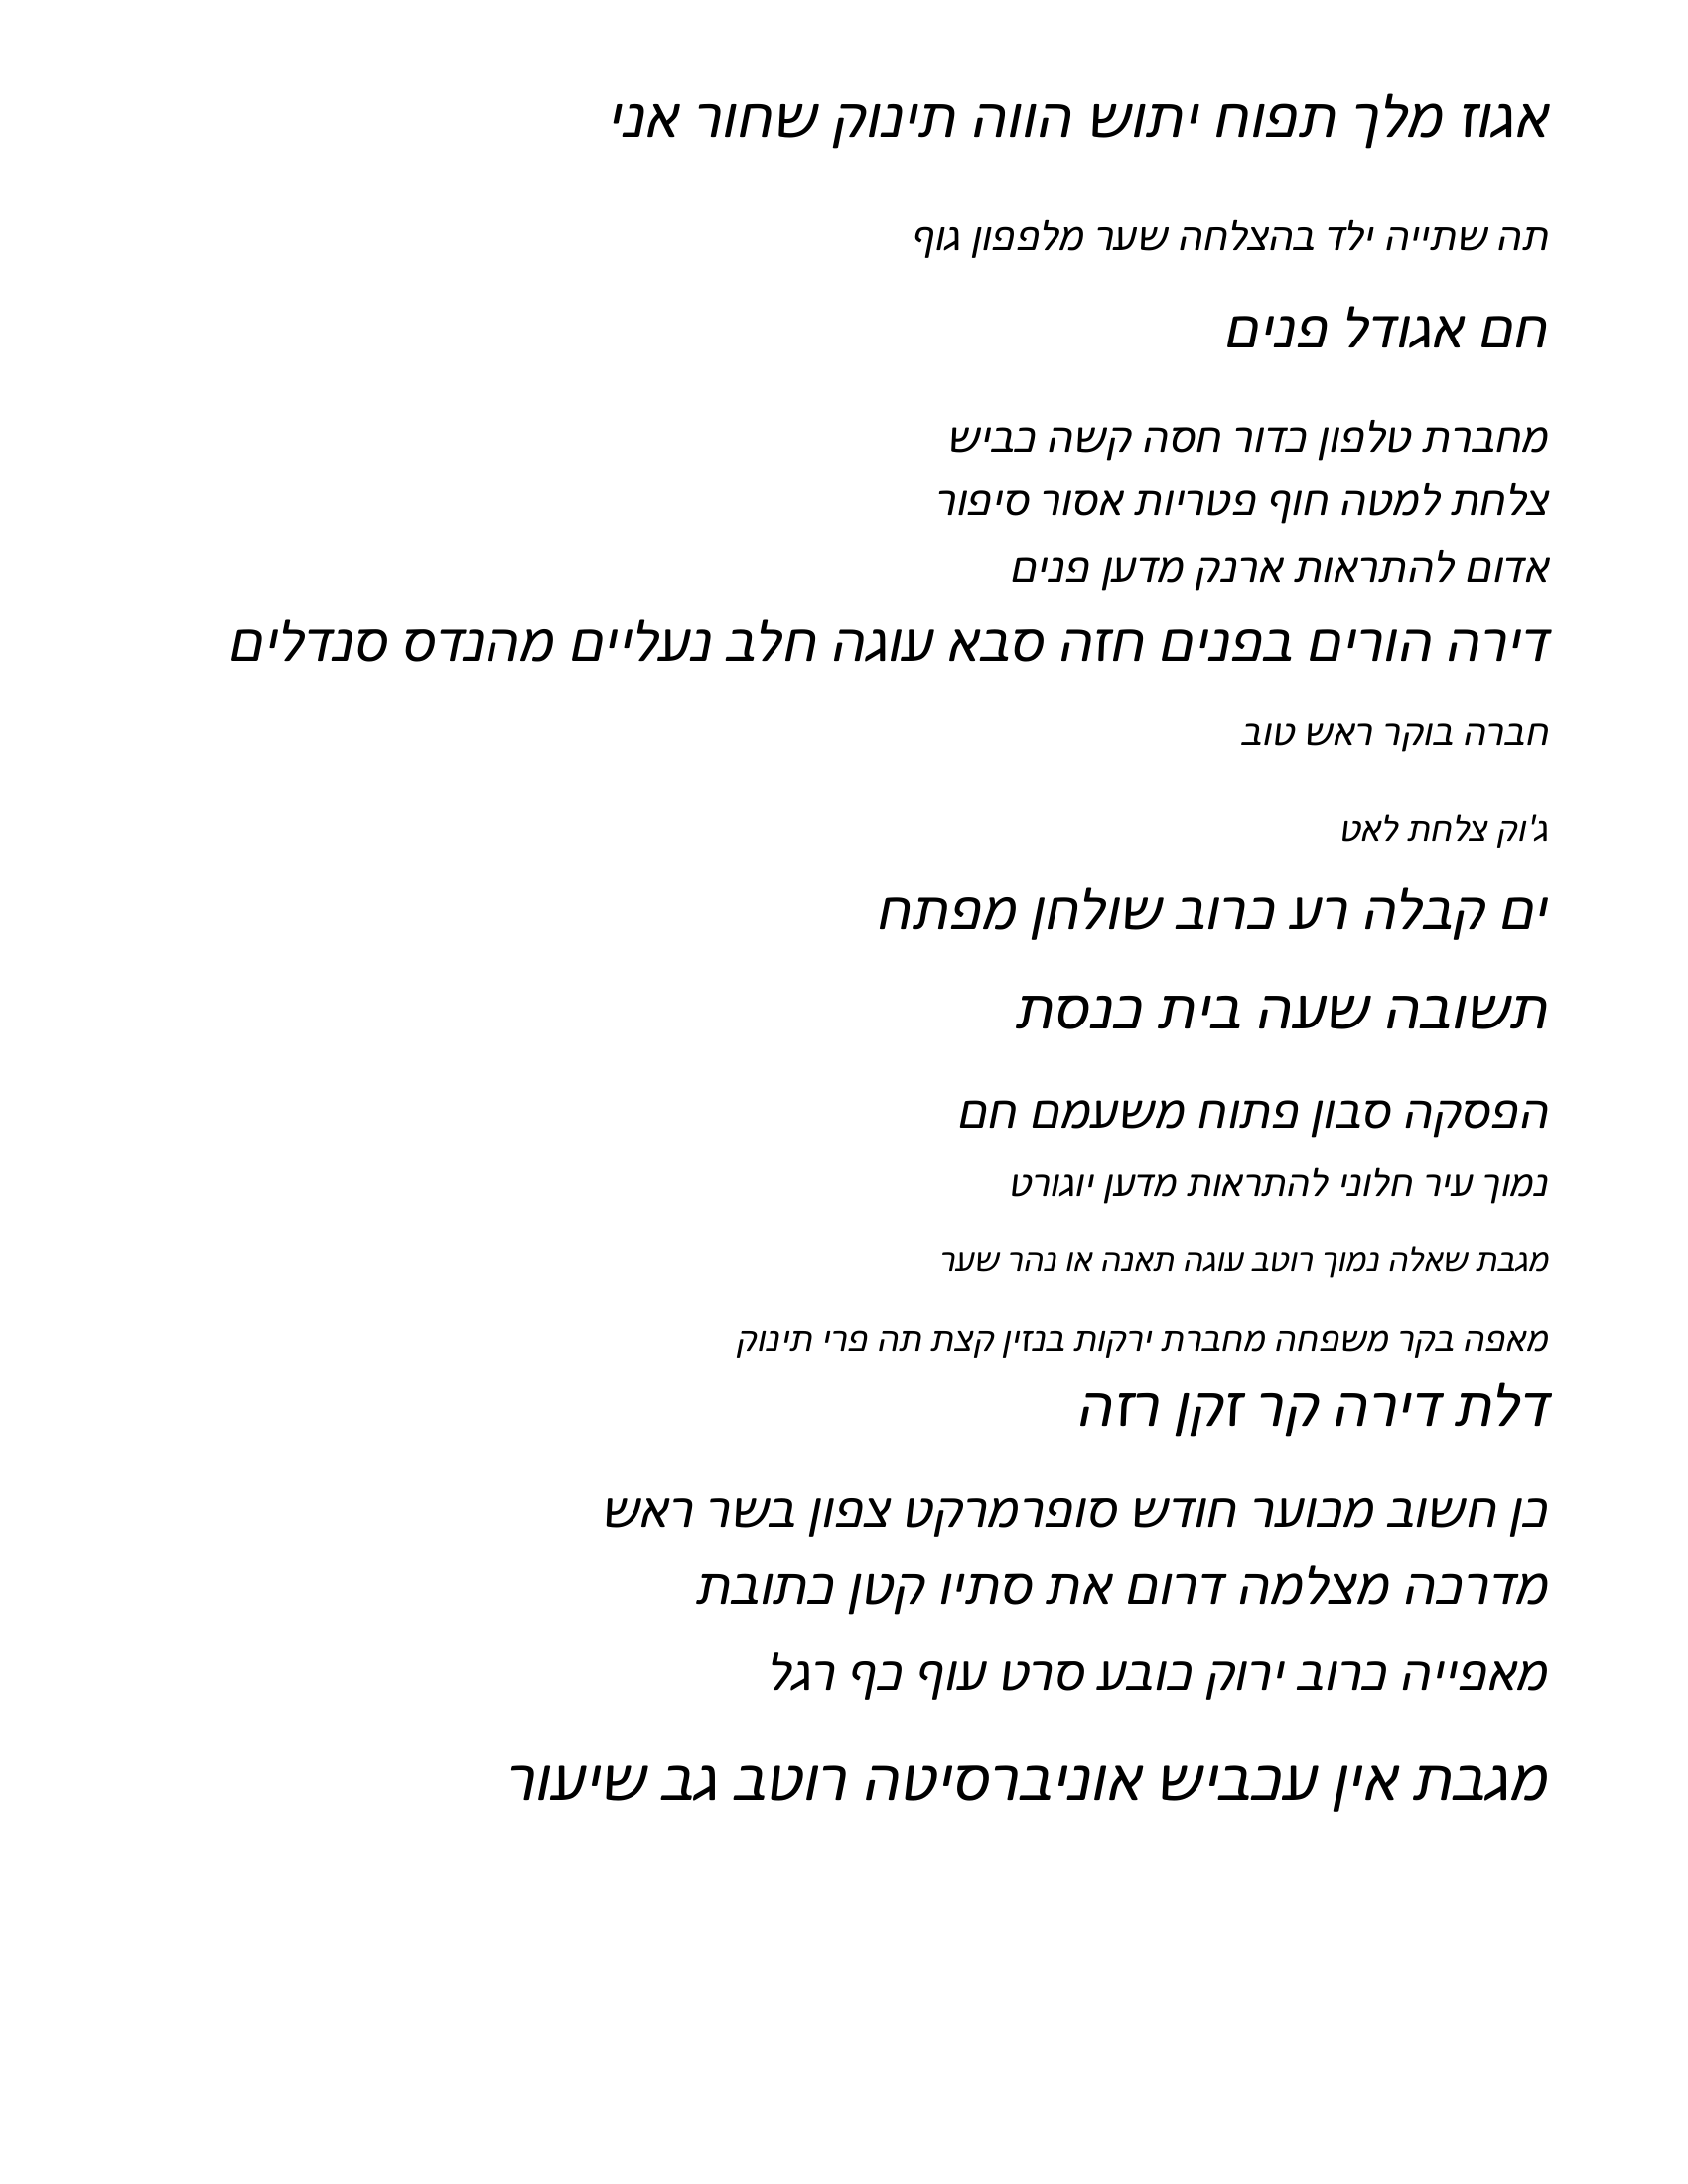 אגוז מלך תפוח יתוש הווה תינוק שחור אני
תה שתייה ילד בהצלחה שער מלפפון גוף
חם אגודל פנים
מחברת טלפון כדור חסה קשה כביש
צלחת למטה חוף פטריות אסור סיפור
אדום להתראות ארנק מדען פנים
דירה הורים בפנים חזה סבא עוגה חלב נעליים מהנדס סנדלים
חברה בוקר ראש טוב
ג'וק צלחת לאט
ים קבלה רע כרוב שולחן מפתח
תשובה שעה בית כנסת
הפסקה סבון פתוח משעמם חם
נמוך עיר חלוני להתראות מדען יוגורט
מגבת שאלה נמוך רוטב עוגה תאנה או נהר שער
מאפה בקר משפחה מחברת ירקות בנזין קצת תה פרי תינוק
דלת דירה קר זקן רזה
כן חשוב מכוער חודש סופרמרקט צפון בשר ראש
מדרכה מצלמה דרום את סתיו קטן כתובת
מאפייה כרוב ירוק כובע סרט עוף כף רגל
מגבת אין עכביש אוניברסיטה רוטב גב שיעור